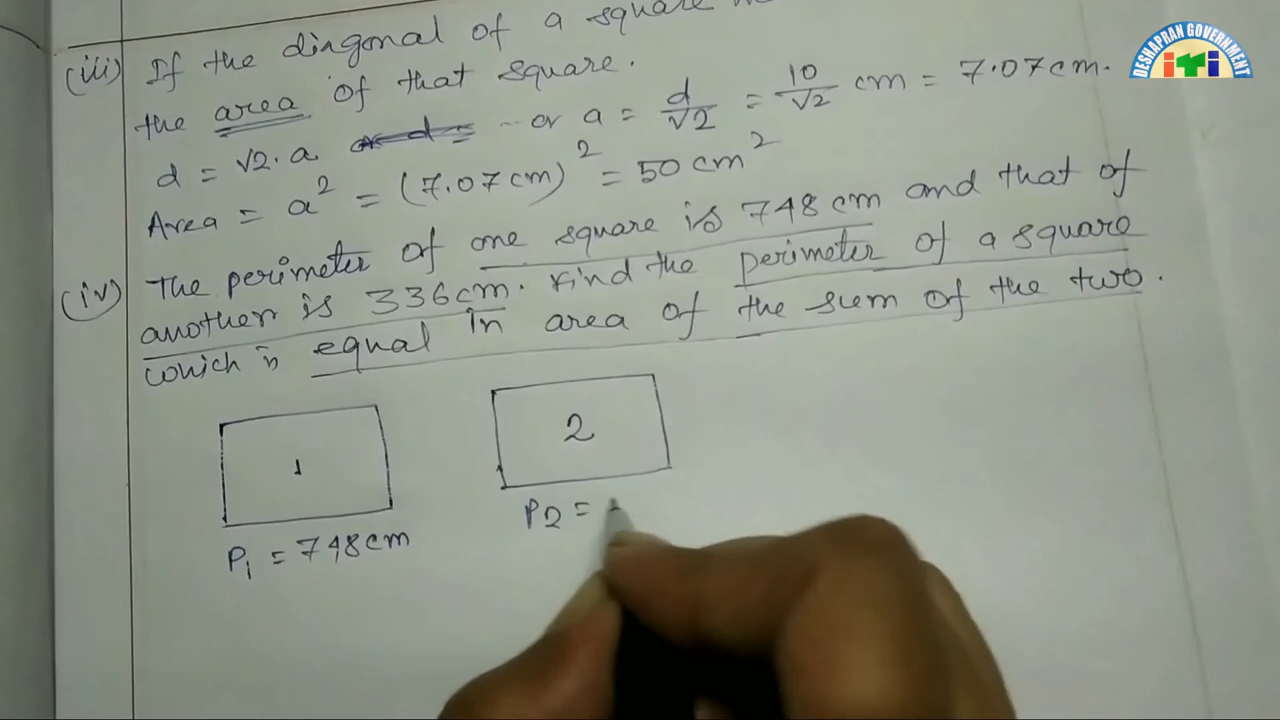 (iii) If the diagonal of a square
the area of that square.
d = √2. a or a = d/√2 = 10/√2 cm = 7.07cm.
Area = a² = (7.07cm)² = 50 cm²
(iv) The perimeter of one square is 748 cm and that of
another is 336cm. Find the perimeter of a square
which is equal in area of the sum of the two.
1
2
P₁ = 748cm
P2 =
DESHAPRAN GOVERNMENT
iTi